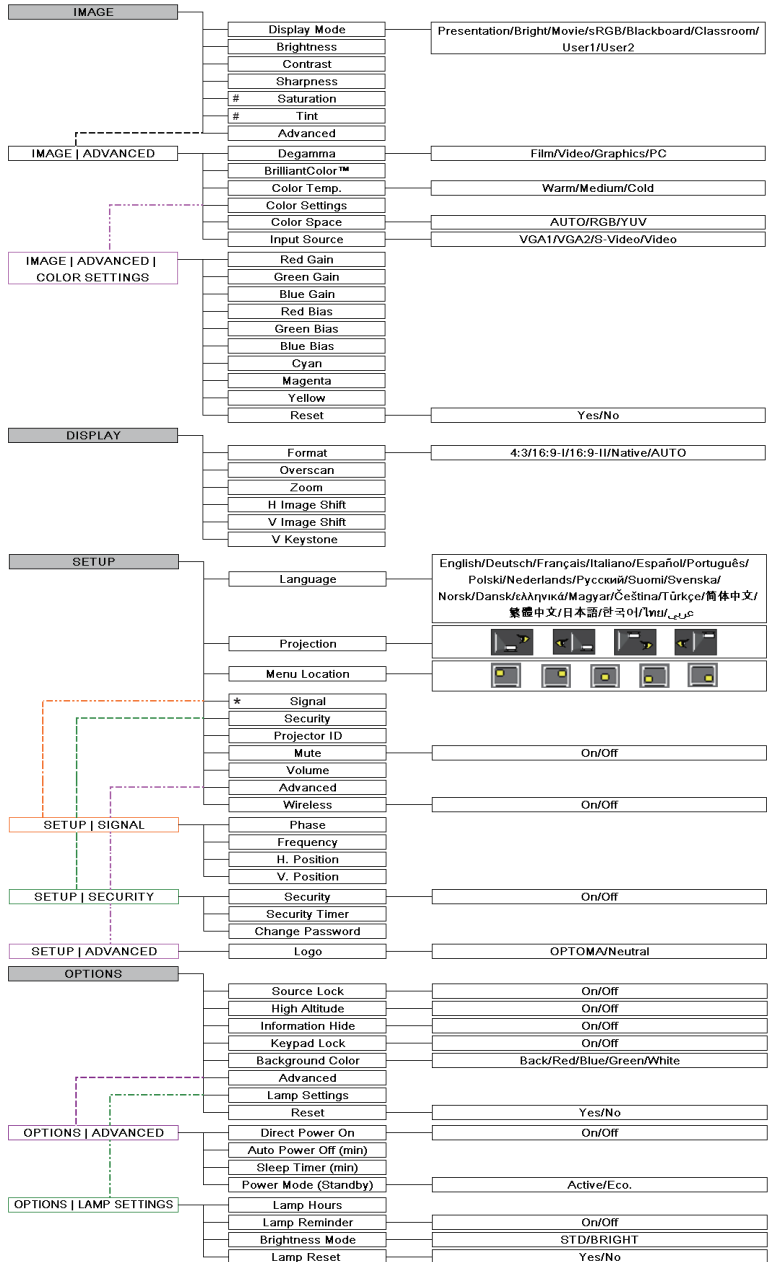 IMAGE
Display Mode
Presentation/Bright/Movie/sRGB/Blackboard/Classroom/
User1/User2
Brightness
Contrast
Sharpness
# Saturation
# Tint
Advanced
IMAGE | ADVANCED
Degamma
Film/Video/Graphics/PC
BrilliantColor™
Color Temp.
Warm/Medium/Cold
Color Settings
Color Space
AUTO/RGB/YUV
Input Source
VGA1/VGA2/S-Video/Video
IMAGE | ADVANCED |
COLOR SETTINGS
Red Gain
Green Gain
Blue Gain
Red Bias
Green Bias
Blue Bias
Cyan
Magenta
Yellow
Reset
Yes/No
DISPLAY
Format
4:3/16:9-I/16:9-II/Native/AUTO
Overscan
Zoom
H Image Shift
V Image Shift
V Keystone
SETUP
Language
English/Deutsch/Français/Italiano/Español/Português/
Polski/Nederlands/Русский/Suomi/Svenska/
Norsk/Dansk/ελληνικά/Magyar/Čeština/Türkçe/简体中文/
繁體中文/日本語/한국어/ไทย/عربي
Projection
Menu Location
* Signal
Security
Projector ID
Mute
On/Off
Volume
Advanced
Wireless
On/Off
SETUP | SIGNAL
Phase
Frequency
H. Position
V. Position
SETUP | SECURITY
Security
On/Off
Security Timer
Change Password
SETUP | ADVANCED
Logo
OPTOMA/Neutral
OPTIONS
Source Lock
On/Off
High Altitude
On/Off
Information Hide
On/Off
Keypad Lock
On/Off
Background Color
Back/Red/Blue/Green/White
Advanced
Lamp Settings
Reset
Yes/No
OPTIONS | ADVANCED
Direct Power On
On/Off
Auto Power Off (min)
Sleep Timer (min)
Power Mode (Standby)
Active/Eco.
OPTIONS | LAMP SETTINGS
Lamp Hours
Lamp Reminder
On/Off
Brightness Mode
STD/BRIGHT
Lamp Reset
Yes/No